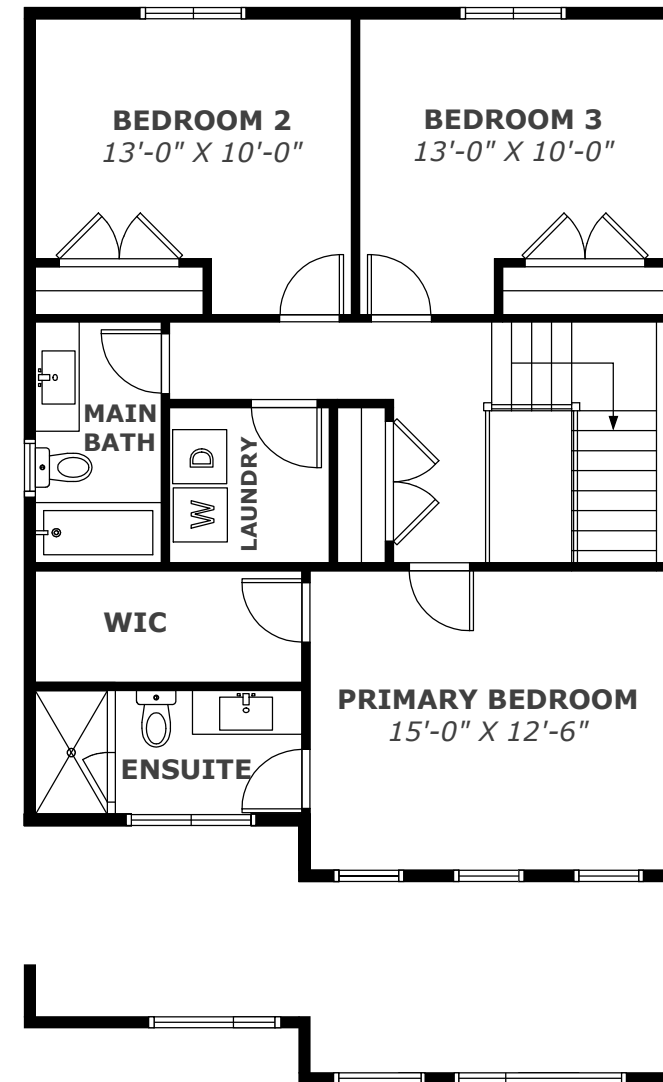 BEDROOM 2
13'-0" X 10'-0"
BEDROOM 3
13'-0" X 10'-0"
MAIN
BATH
D
W
LAUNDRY
WIC
PRIMARY BEDROOM
15'-0" X 12'-6"
ENSUITE